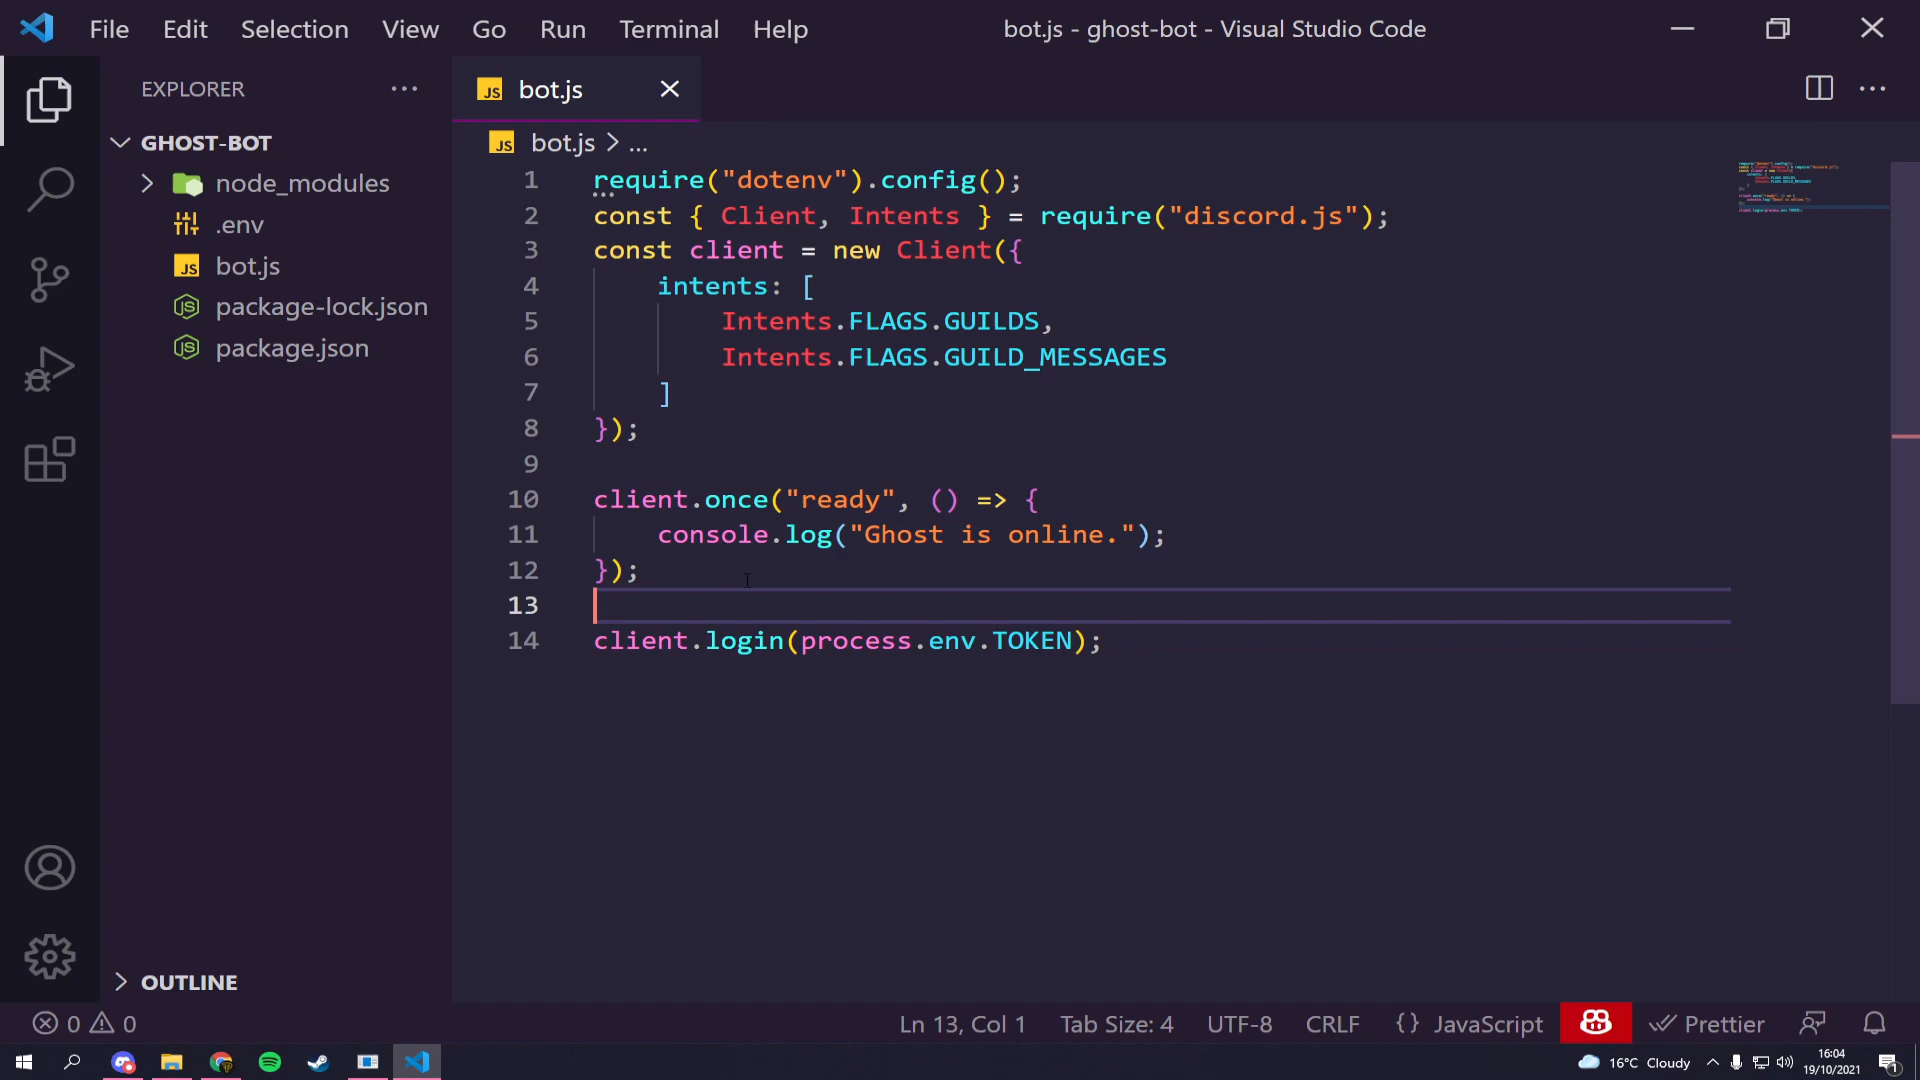 File Edit Selection View Go Run Terminal Help
bot.js - ghost-bot - Visual Studio Code
EXPLORER
GHOST-BOT
node_modules
.env
JS bot.js
package-lock.json
package.json
OUTLINE
JS bot.js
JS bot.js > ...
1 require("dotenv").config();
2 const { Client, Intents } = require("discord.js");
3 const client = new Client({
4 intents: [
5 Intents.FLAGS.GUILDS,
6 Intents.FLAGS.GUILD_MESSAGES
7 ]
8 });
9
10 client.once("ready", () => {
11 console.log("Ghost is online.");
12 });
13
14 client.login(process.env.TOKEN);
0 0
Ln 13, Col 1 Tab Size: 4 UTF-8 CRLF {} JavaScript Prettier
16°C Cloudy
16:04
19/10/2021
1